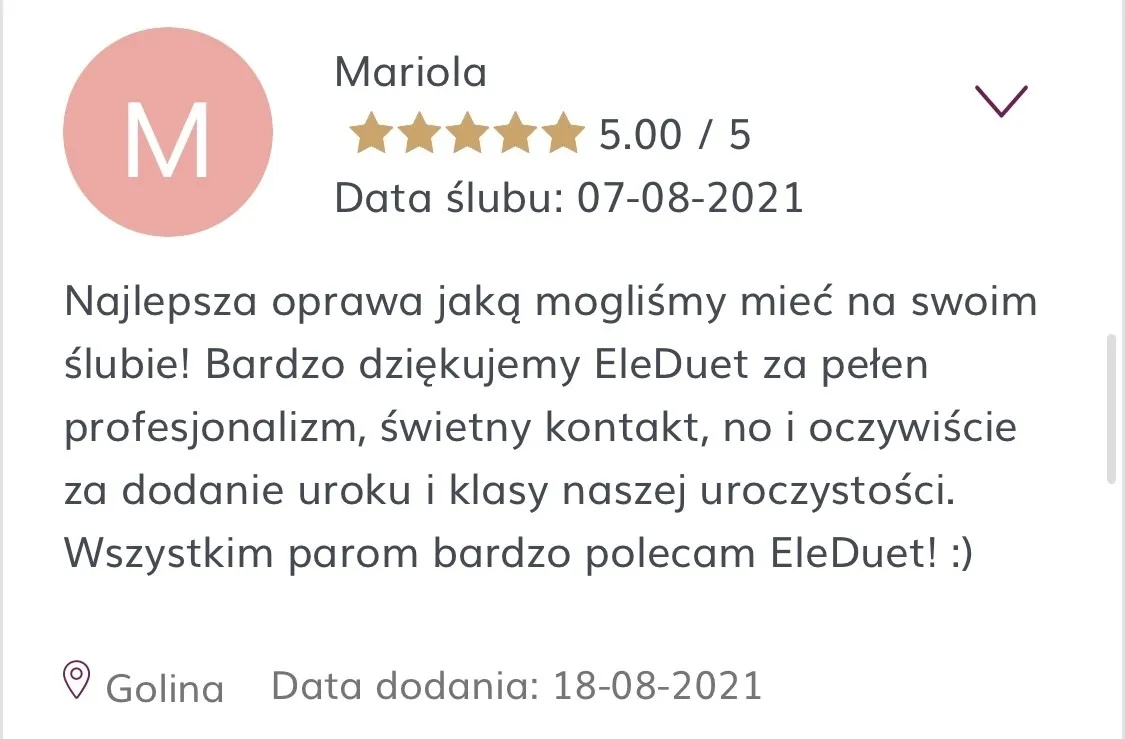 M
Mariola
5.00 / 5
Data ślubu: 07-08-2021
Najlepsza oprawa jaką mogliśmy mieć na swoim
ślubie! Bardzo dziękujemy EleDuet za pełen
profesjonalizm, świetny kontakt, no i oczywiście
za dodanie uroku i klasy naszej uroczystości.
Wszystkim parom bardzo polecam EleDuet! :)
Golina Data dodania: 18-08-2021